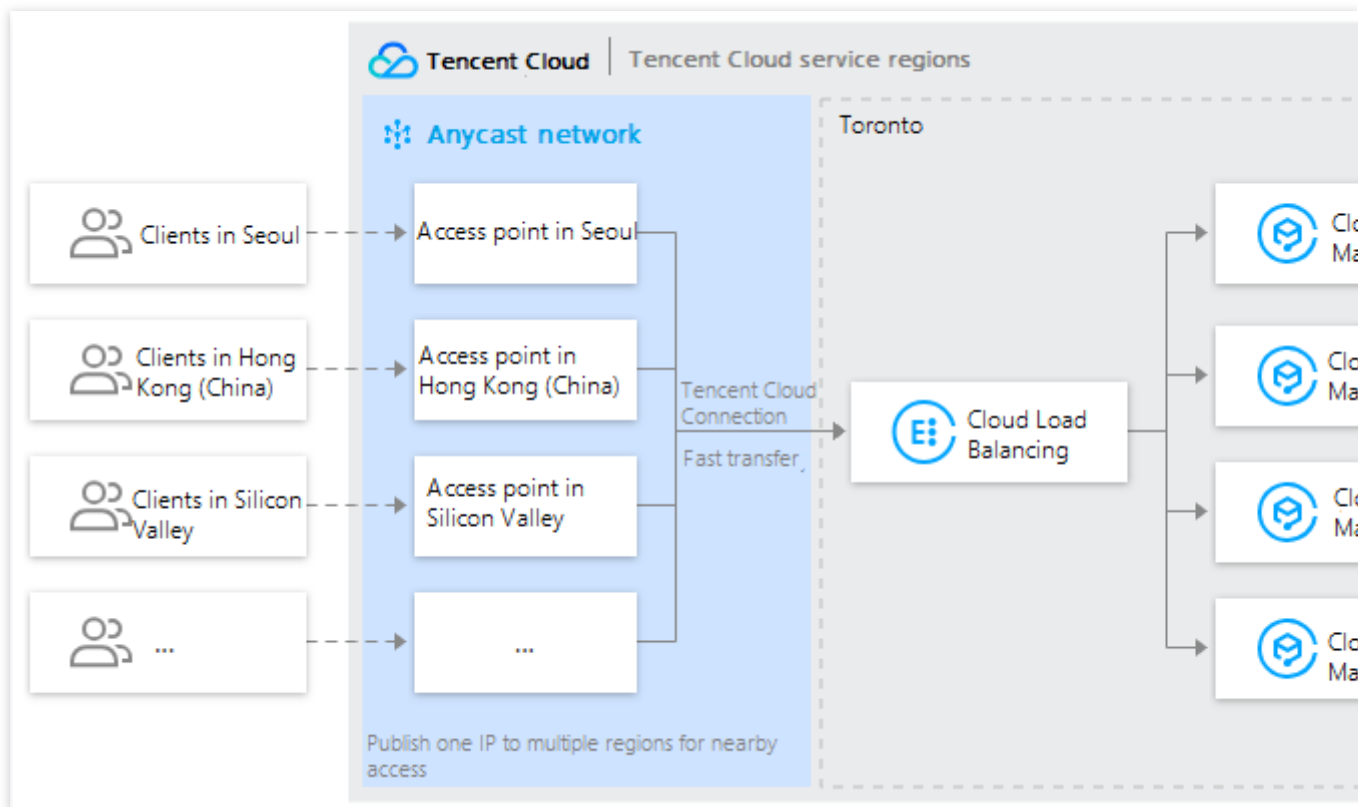 Tencent Cloud
Tencent Cloud service regions
Anycast network
Toronto
Clients in Seoul
Access point in Seoul
Clients in Hong
Kong (China)
Access point in
Hong Kong (China)
Tencent Cloud
Connection
Fast transfer
Cloud Load
Balancing
Clients in Silicon
Valley
Access point in
Silicon Valley
...
...
Publish one IP to multiple regions for nearby
access